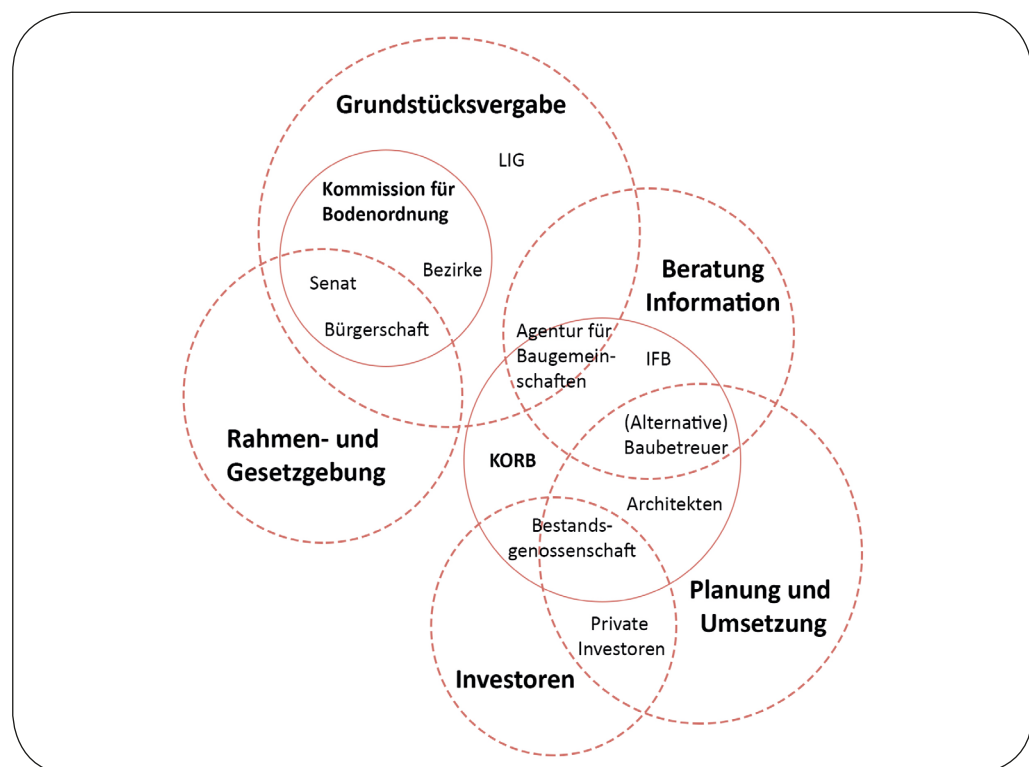 Grundstücksvergabe
LIG
Kommission für
Bodenordnung
Bezirke
Senat
Bürgerschaft
Beratung
Information
Agentur für
Baugemein-
schaften
IFB
(Alternative)
Baubetreuer
Rahmen- und
Gesetzgebung
KORB
Architekten
Bestands-
genossenschaft
Planung und
Umsetzung
Private
Investoren
Investoren